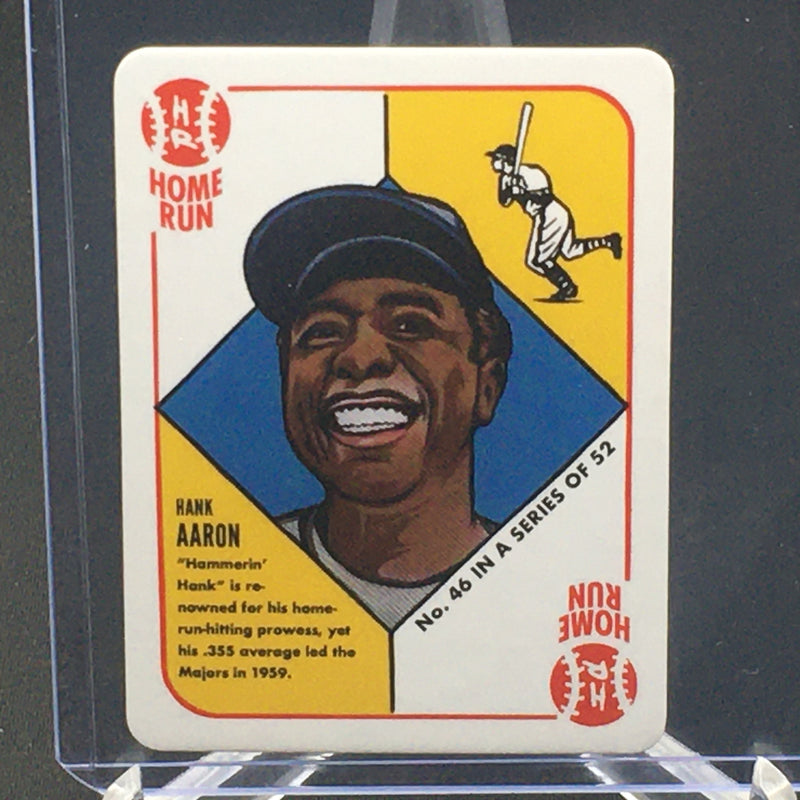 HR
HOME
RUN
HANK
AARON
"Hammerin'
Hank" is re-
nowned for his home-
run-hitting prowess, yet
his .355 average led the
Majors in 1959.
No. 46 IN A SERIES OF 52
HOME
RUN
HR